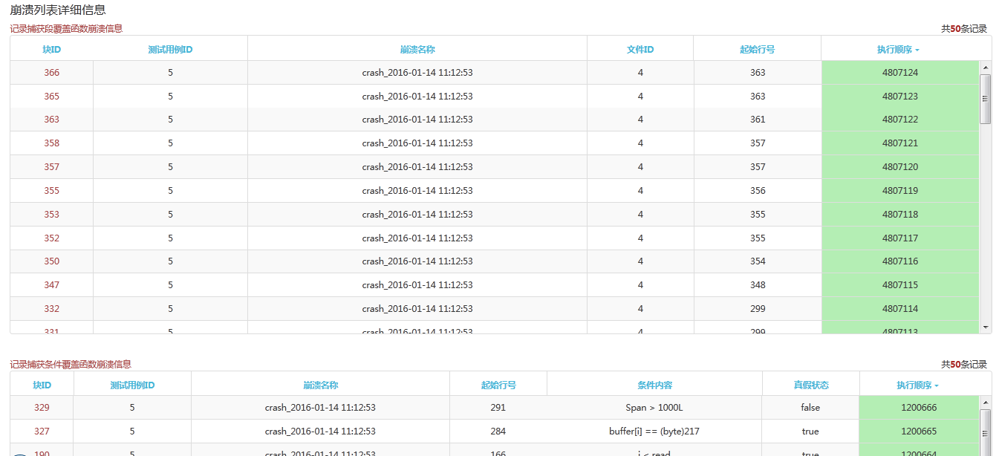 崩溃列表详细信息
记录捕获段覆盖函数崩溃信息 共50条记录
块ID 测试用例ID 崩溃名称 文件ID 起始行号 执行顺序
366 5 crash_2016-01-14 11:12:53 4 363 4807124
365 5 crash_2016-01-14 11:12:53 4 363 4807123
363 5 crash_2016-01-14 11:12:53 4 361 4807122
358 5 crash_2016-01-14 11:12:53 4 357 4807121
357 5 crash_2016-01-14 11:12:53 4 357 4807120
355 5 crash_2016-01-14 11:12:53 4 356 4807119
353 5 crash_2016-01-14 11:12:53 4 355 4807118
352 5 crash_2016-01-14 11:12:53 4 355 4807117
350 5 crash_2016-01-14 11:12:53 4 354 4807116
347 5 crash_2016-01-14 11:12:53 4 348 4807115
332 5 crash_2016-01-14 11:12:53 4 299 4807114
331 5 crash_2016-01-14 11:12:53 4 299 4807113
记录捕获条件覆盖函数崩溃信息 共50条记录
块ID 测试用例ID 崩溃名称 起始行号 条件内容 真假状态 执行顺序
329 5 crash_2016-01-14 11:12:53 291 Span > 1000L false 1200666
327 5 crash_2016-01-14 11:12:53 284 buffer[i] == (byte)217 true 1200665
190 5 crash_2016-01-14 11:12:53 166 i < read true 1200664